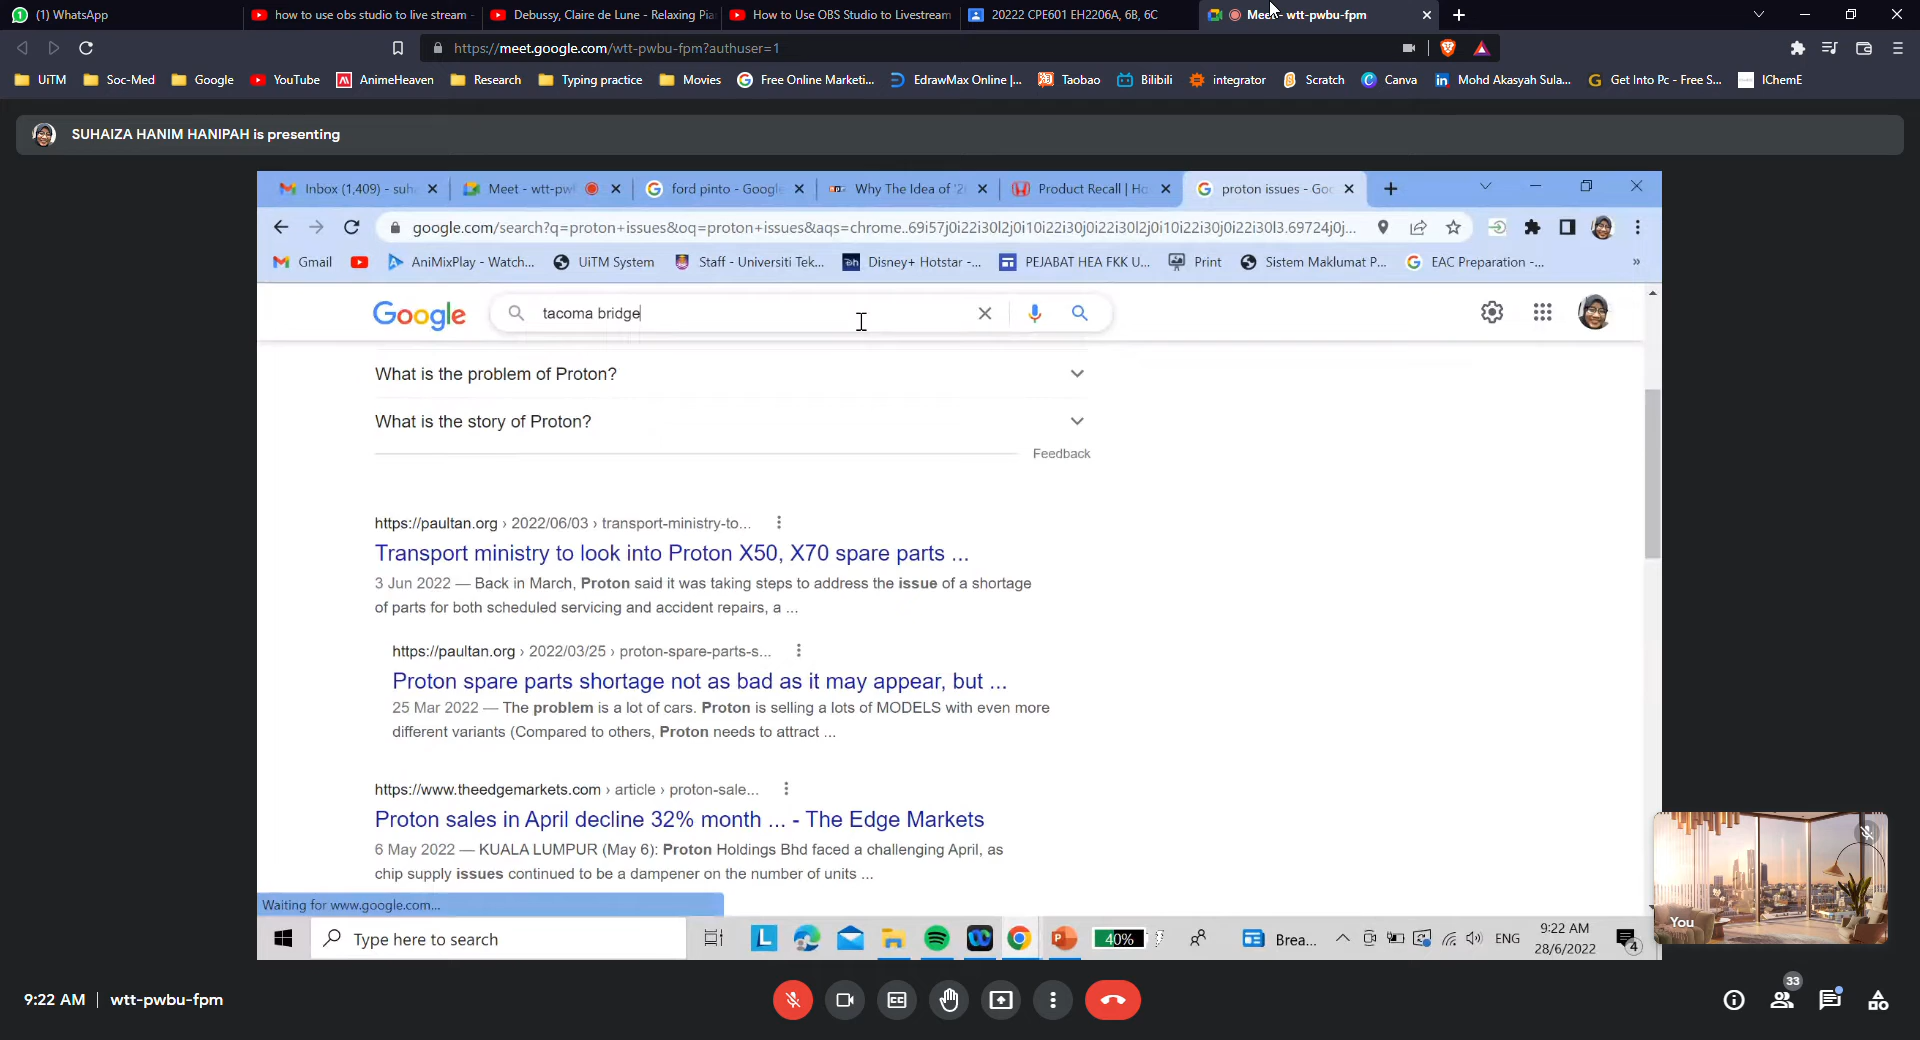 (1) WhatsApp
how to use obs studio to live stream -
Debussy, Claire de Lune - Relaxing Pia
How to Use OBS Studio to Livestream
20222 CPE601 EH2206A, 6B, 6C
Meet - wtt-pwbu-fpm
https://meet.google.com/wtt-pwbu-fpm?authuser=1
UiTM
Soc-Med
Google
YouTube
AnimeHeaven
Research
Typing practice
Movies
Free Online Marketi...
EdrawMax Online |...
Taobao
Bilibili
integrator
Scratch
Canva
Mohd Akasyah Sula...
Get Into Pc - Free S...
IChemE
SUHAIZA HANIM HANIPAH is presenting
Inbox (1,409) - suh
Meet - wtt-pw
ford pinto - Google
Why The Idea of '2
Product Recall | Ho
proton issues - Goo
google.com/search?q=proton+issues&oq=proton+issues&aqs=chrome..69i57j0i22i30l2j0i10i22i30j0i22i30l2j0i10i22i30j0i22i30l3.69724j0j...
Gmail
AniMixPlay - Watch...
UiTM System
Staff - Universiti Tek...
Disney+ Hotstar -...
PEJABAT HEA FKK U...
Print
Sistem Maklumat P...
EAC Preparation -...
»
Google
tacoma bridge
What is the problem of Proton?
What is the story of Proton?
Feedback
https://paultan.org › 2022/06/03 › transport-ministry-to...
Transport ministry to look into Proton X50, X70 spare parts ...
3 Jun 2022 — Back in March, Proton said it was taking steps to address the issue of a shortage
of parts for both scheduled servicing and accident repairs, a ...
https://paultan.org › 2022/03/25 › proton-spare-parts-s...
Proton spare parts shortage not as bad as it may appear, but ...
25 Mar 2022 — The problem is a lot of cars. Proton is selling a lots of MODELS with even more
different variants (Compared to others, Proton needs to attract ...
https://www.theedgemarkets.com › article › proton-sale...
Proton sales in April decline 32% month ... - The Edge Markets
6 May 2022 — KUALA LUMPUR (May 6): Proton Holdings Bhd faced a challenging April, as
chip supply issues continued to be a dampener on the number of units ...
Waiting for www.google.com...
You
Type here to search
40%
Brea...
ENG
9:22 AM
28/6/2022
4
9:22 AM | wtt-pwbu-fpm
33